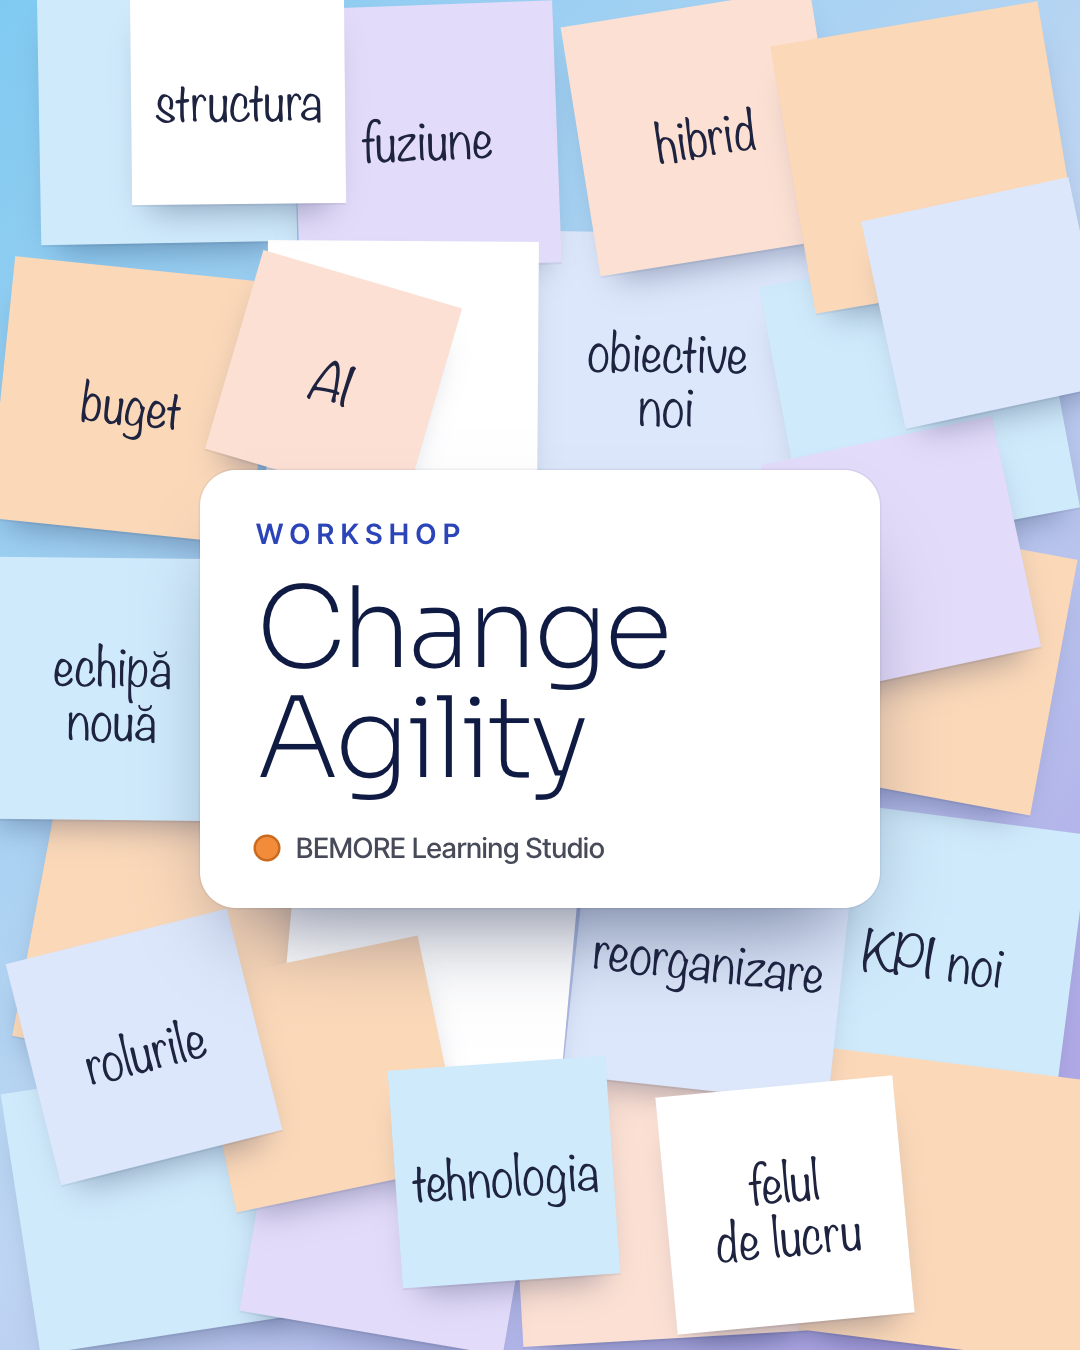 structura
fuziune
hibrid
buget
AI
obiective
noi
WORKSHOP
Change
Agility
BEMORE Learning Studio
echipă
nouă
reorganizare
KPI noi
rolurile
tehnologia
felul
de lucru